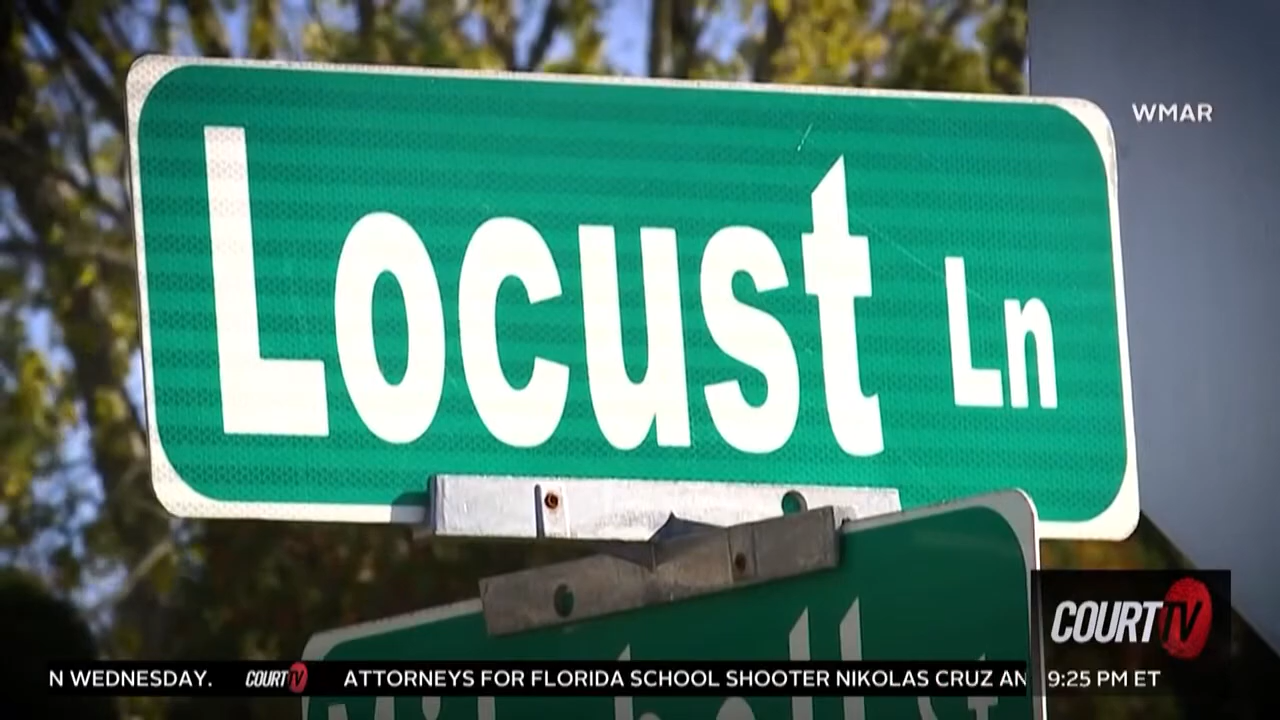 Locust Ln
WMAR
COURT TV
N WEDNESDAY. COURT TV ATTORNEYS FOR FLORIDA SCHOOL SHOOTER NIKOLAS CRUZ AN 9:25 PM ET